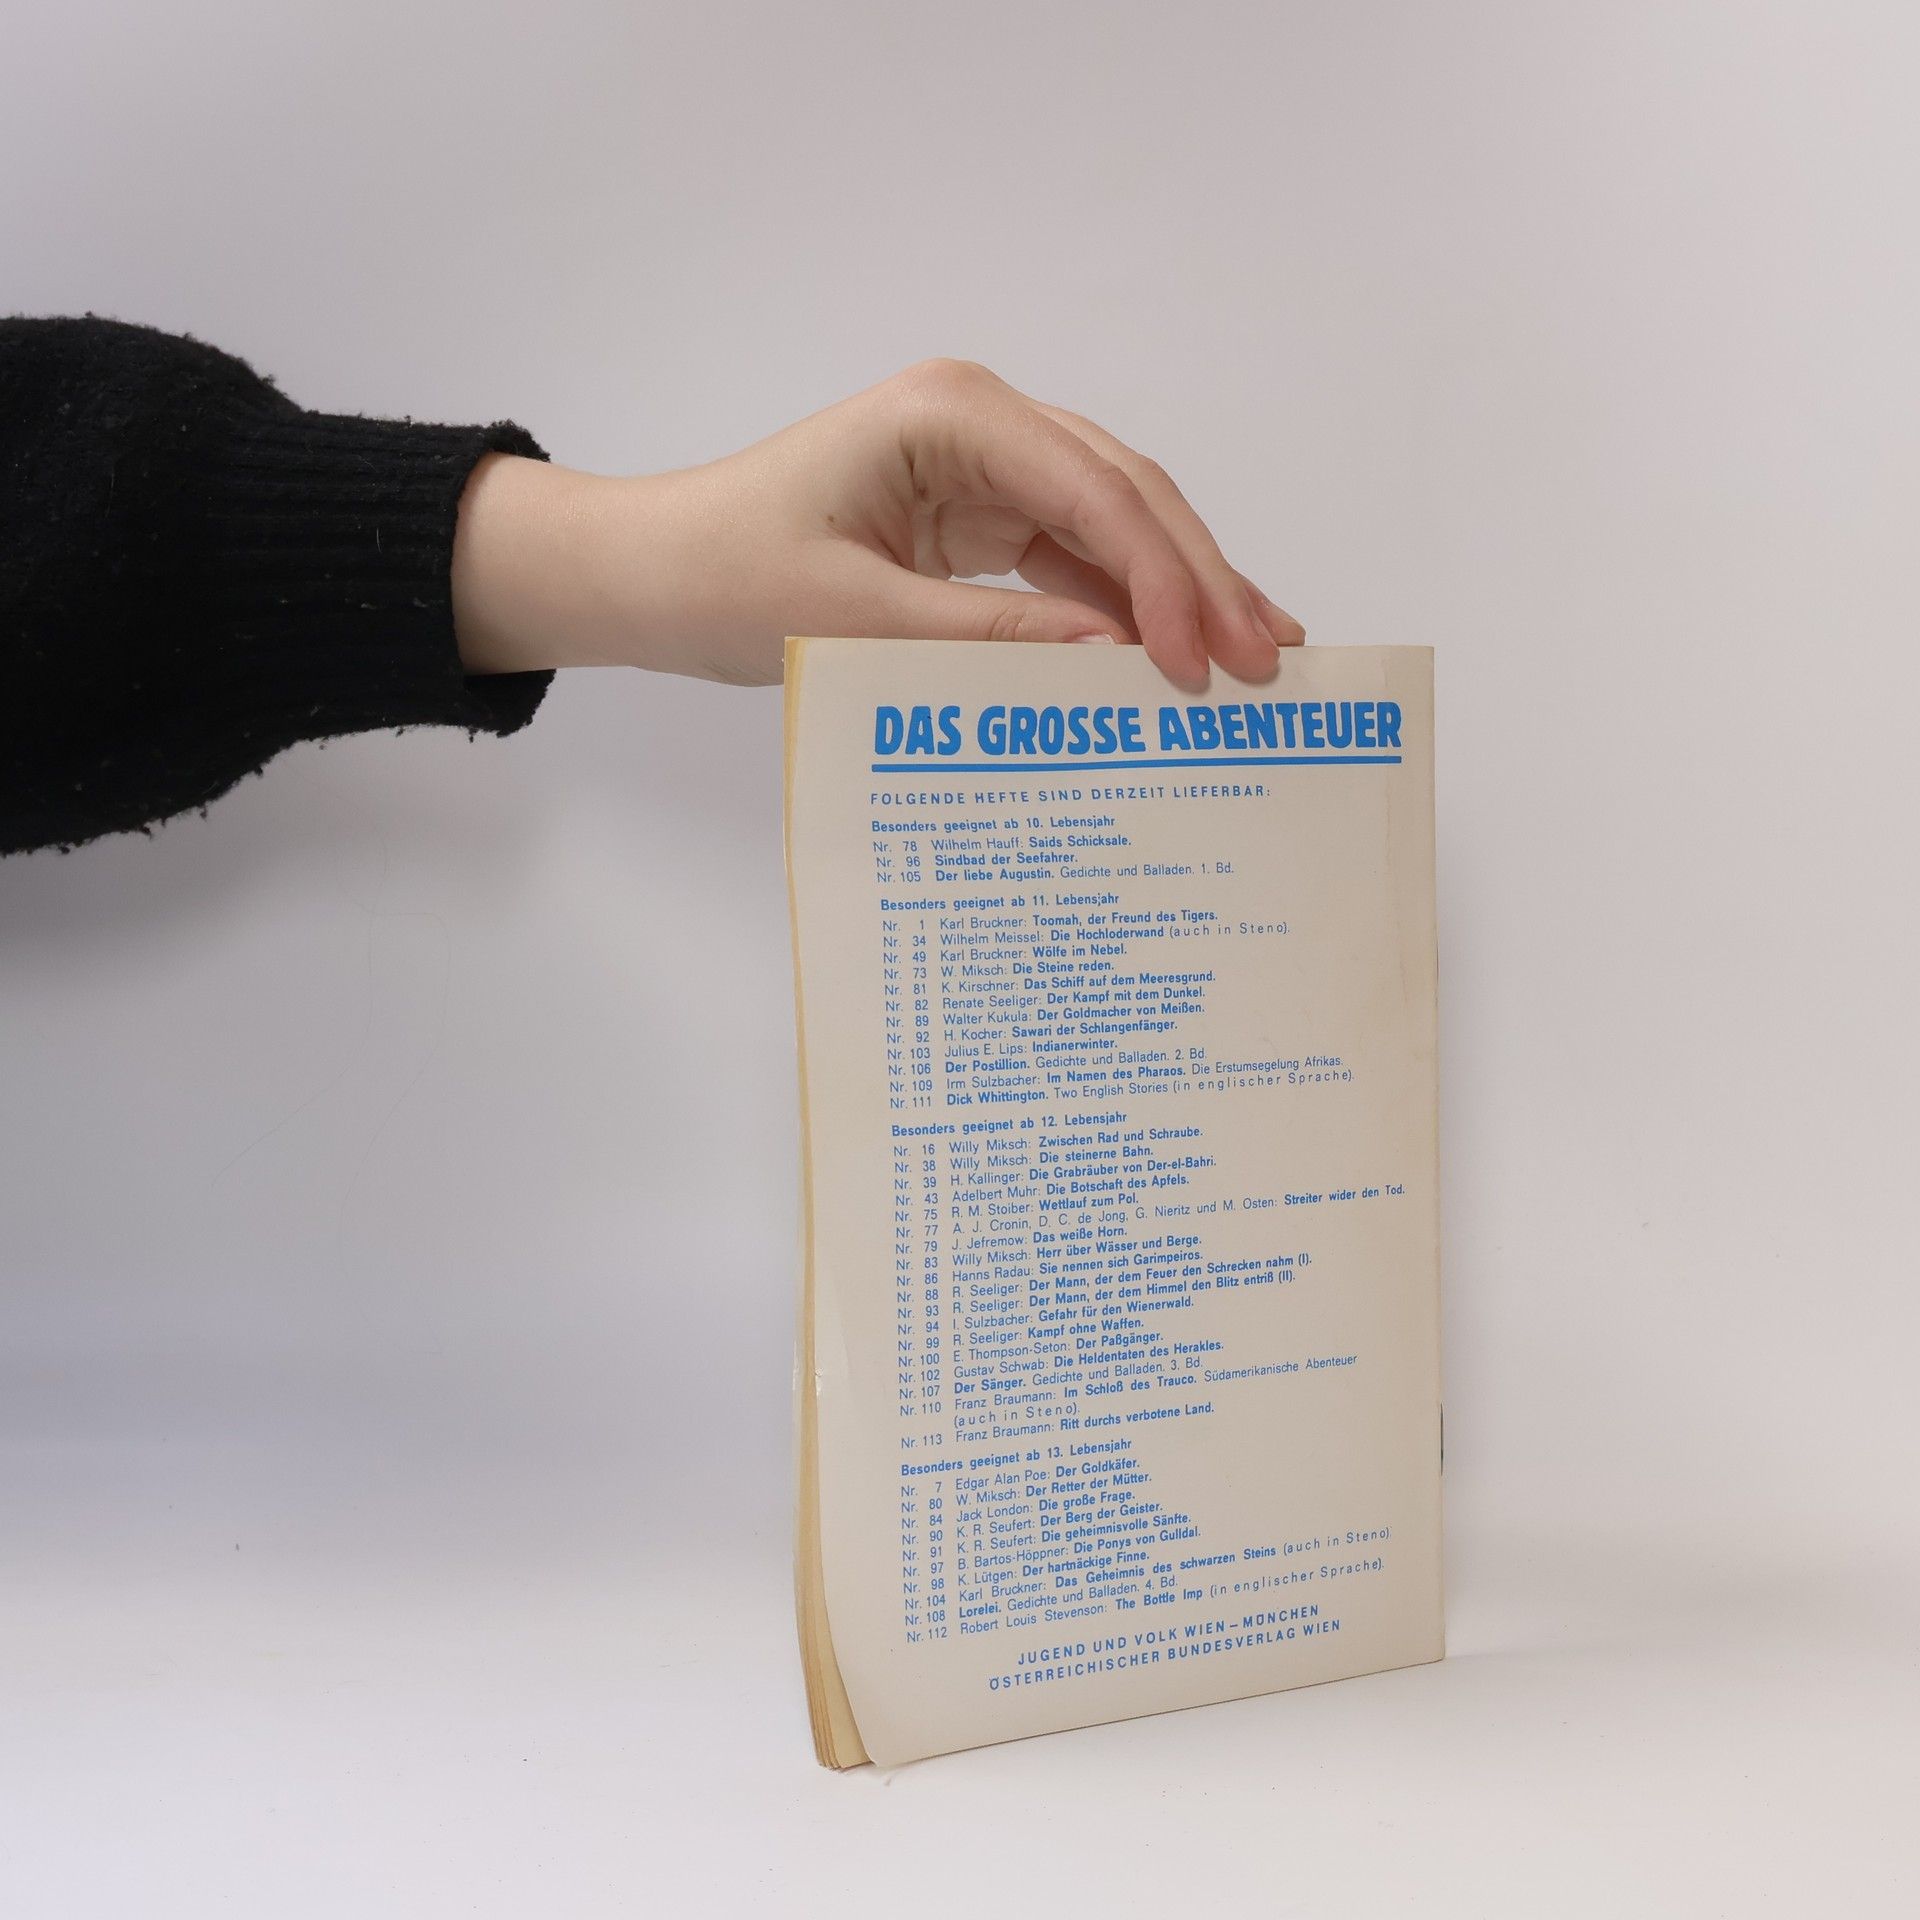 DAS GROSSE ABENTEUER
FOLGENDE HEFTE SIND DERZEIT LIEFERBAR:
Besonders geeignet ab 10. Lebensjahr
Nr. 78 Wilhelm Hauff: Saids Schicksale.
Nr. 96 Sindbad der Seefahrer.
Nr. 105 Der liebe Augustin. Gedichte und Balladen. 1. Bd.
Besonders geeignet ab 11. Lebensjahr
Nr. 1 Karl Bruckner: Toomah, der Freund des Tigers.
Nr. 34 Wilhelm Meissel: Die Hochloderwand (auch in Steno).
Nr. 49 Karl Bruckner: Wölfe im Nebel.
Nr. 73 W. Miksch: Die Steine reden.
Nr. 81 K. Kirschner: Das Schiff auf dem Meeresgrund.
Nr. 82 Renate Seeliger: Der Kampf mit dem Dunkel.
Nr. 89 Walter Kukula: Der Goldmacher von Meißen.
Nr. 92 H. Kocher: Sawari der Schlangenfänger.
Nr. 103 Julius E. Lips: Indianerwinter.
Nr. 106 Der Postillion. Gedichte und Balladen. 2. Bd.
Nr. 109 Irm Sulzbacher: Im Namen des Pharaos. Die Erstumsegelung Afrikas.
Nr. 111 Dick Whittington. Two English Stories (in englischer Sprache).
Besonders geeignet ab 12. Lebensjahr
Nr. 16 Willy Miksch: Zwischen Rad und Schraube.
Nr. 38 Willy Miksch: Die steinerne Bahn.
Nr. 39 H. Kallinger: Die Grabräuber von Der-el-Bahri.
Nr. 43 Adelbert Muhr: Die Botschaft des Apfels.
Nr. 75 R. M. Stoiber: Wettlauf zum Pol.
Nr. 77 A. J. Cronin, D. C. de Jong, G. Nieritz und M. Osten: Streiter wider den Tod.
Nr. 79 J. Jefremow: Das weiße Horn.
Nr. 83 Willy Miksch: Herr über Wässer und Berge.
Nr. 86 Hanns Radau: Sie nennen sich Garimpeiros.
Nr. 88 R. Seeliger: Der Mann, der dem Feuer den Schrecken nahm (I).
Nr. 93 R. Seeliger: Der Mann, der dem Himmel den Blitz entriß (II).
Nr. 94 I. Sulzbacher: Gefahr für den Wienerwald.
Nr. 99 R. Seeliger: Kampf ohne Waffen.
Nr. 100 E. Thompson-Seton: Der Paßgänger.
Nr. 102 Gustav Schwab: Die Heldentaten des Herakles.
Nr. 107 Der Sänger. Gedichte und Balladen. 3. Bd.
Nr. 110 Franz Braumann: Im Schloß des Trauco. Südamerikanische Abenteuer
(auch in Steno).
Nr. 113 Franz Braumann: Ritt durchs verbotene Land.
Besonders geeignet ab 13. Lebensjahr
Nr. 7 Edgar Alan Poe: Der Goldkäfer.
Nr. 80 W. Miksch: Der Retter der Mütter.
Nr. 84 Jack London: Die große Frage.
Nr. 90 K. R. Seufert: Der Berg der Geister.
Nr. 91 K. R. Seufert: Die geheimnisvolle Sänfte.
Nr. 97 B. Bartos-Höppner: Die Ponys von Gulldal.
Nr. 98 K. Lütgen: Der hartnäckige Finne.
Nr. 104 Karl Bruckner: Das Geheimnis des schwarzen Steins (auch in Steno)
Nr. 108 Lorelei. Gedichte und Balladen. 4. Bd.
Nr. 112 Robert Louis Stevenson: The Bottle Imp (in englischer Sprache).
JUGEND UND VOLK WIEN – MÜNCHEN
ÖSTERREICHISCHER BUNDESVERLAG WIEN